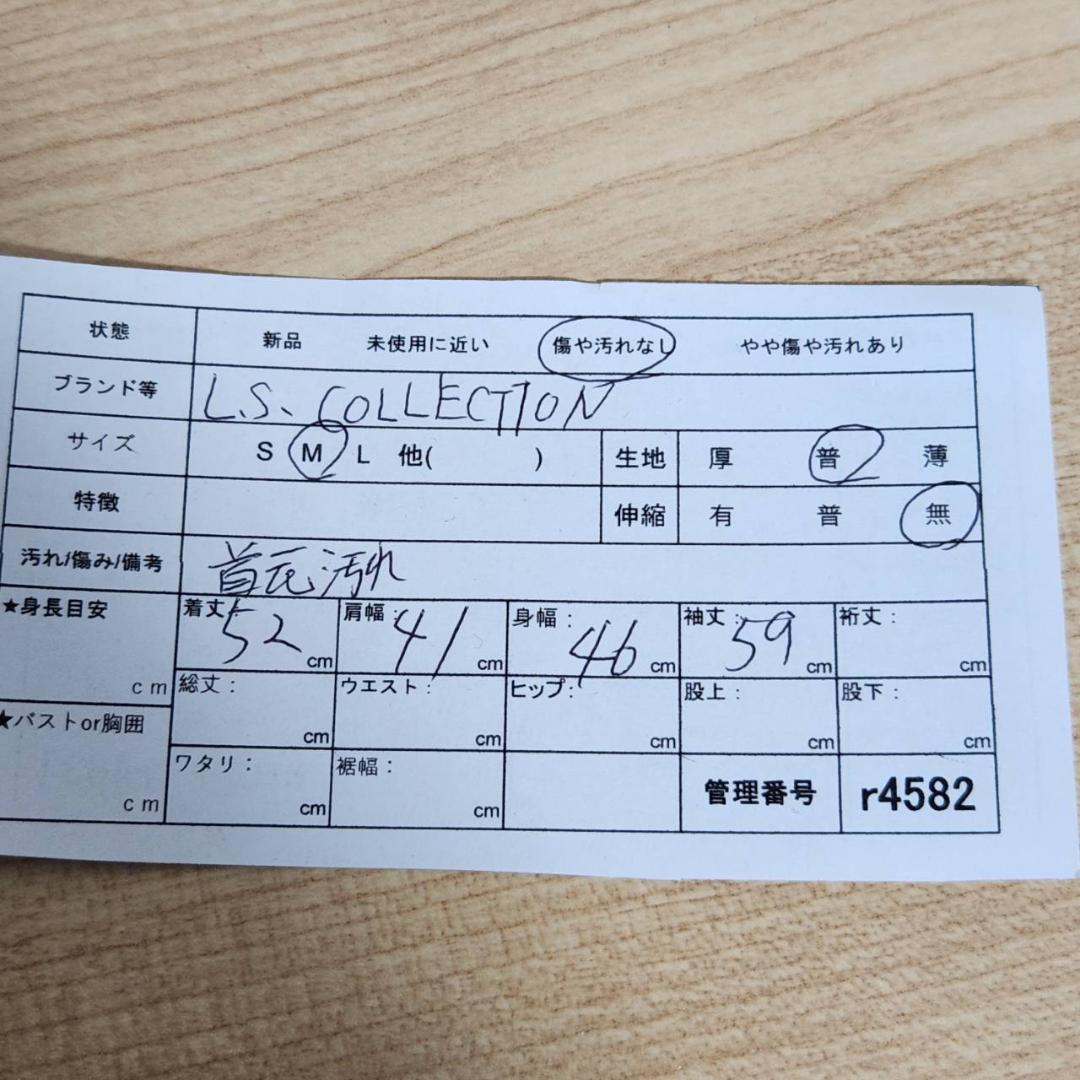 状態 新品 未使用に近い 傷や汚れなし やや傷や汚れあり
ブランド等 L.S. COLLECTION
サイズ S M L 他( ) 生地 厚 普 薄
特徴 伸縮 有 普 無
汚れ/傷み/備考 首元汚れ
★身長目安 cm
着丈 52 cm 肩幅: 41 cm 身幅: 46 cm 袖丈: 59 cm 裄丈: cm
総丈: cm ウエスト: cm ヒップ: cm 股上: cm 股下: cm
★バストor胸囲 cm
ワタリ: cm 裾幅: cm 管理番号 r4582